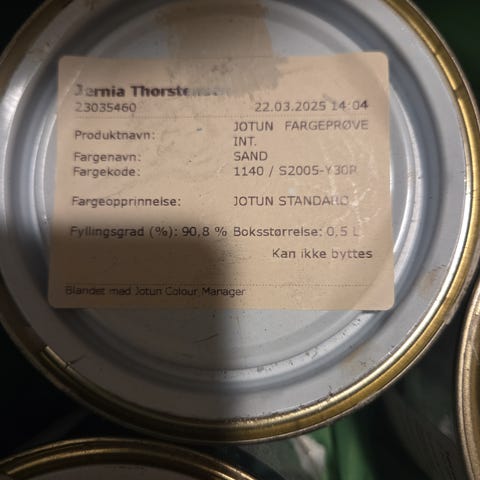 Jernia Thorstensen
23035460 22.03.2025 14:04
Produktnavn: JOTUN FARGEPRØVE
INT.
Fargenavn: SAND
Fargekode: 1140 / S2005-Y30R
Fargeopprinnelse: JOTUN STANDARD
Fyllingsgrad (%): 90,8 % Boksstørrelse: 0,5 L
Kan ikke byttes
Blandet med Jotun Colour Manager